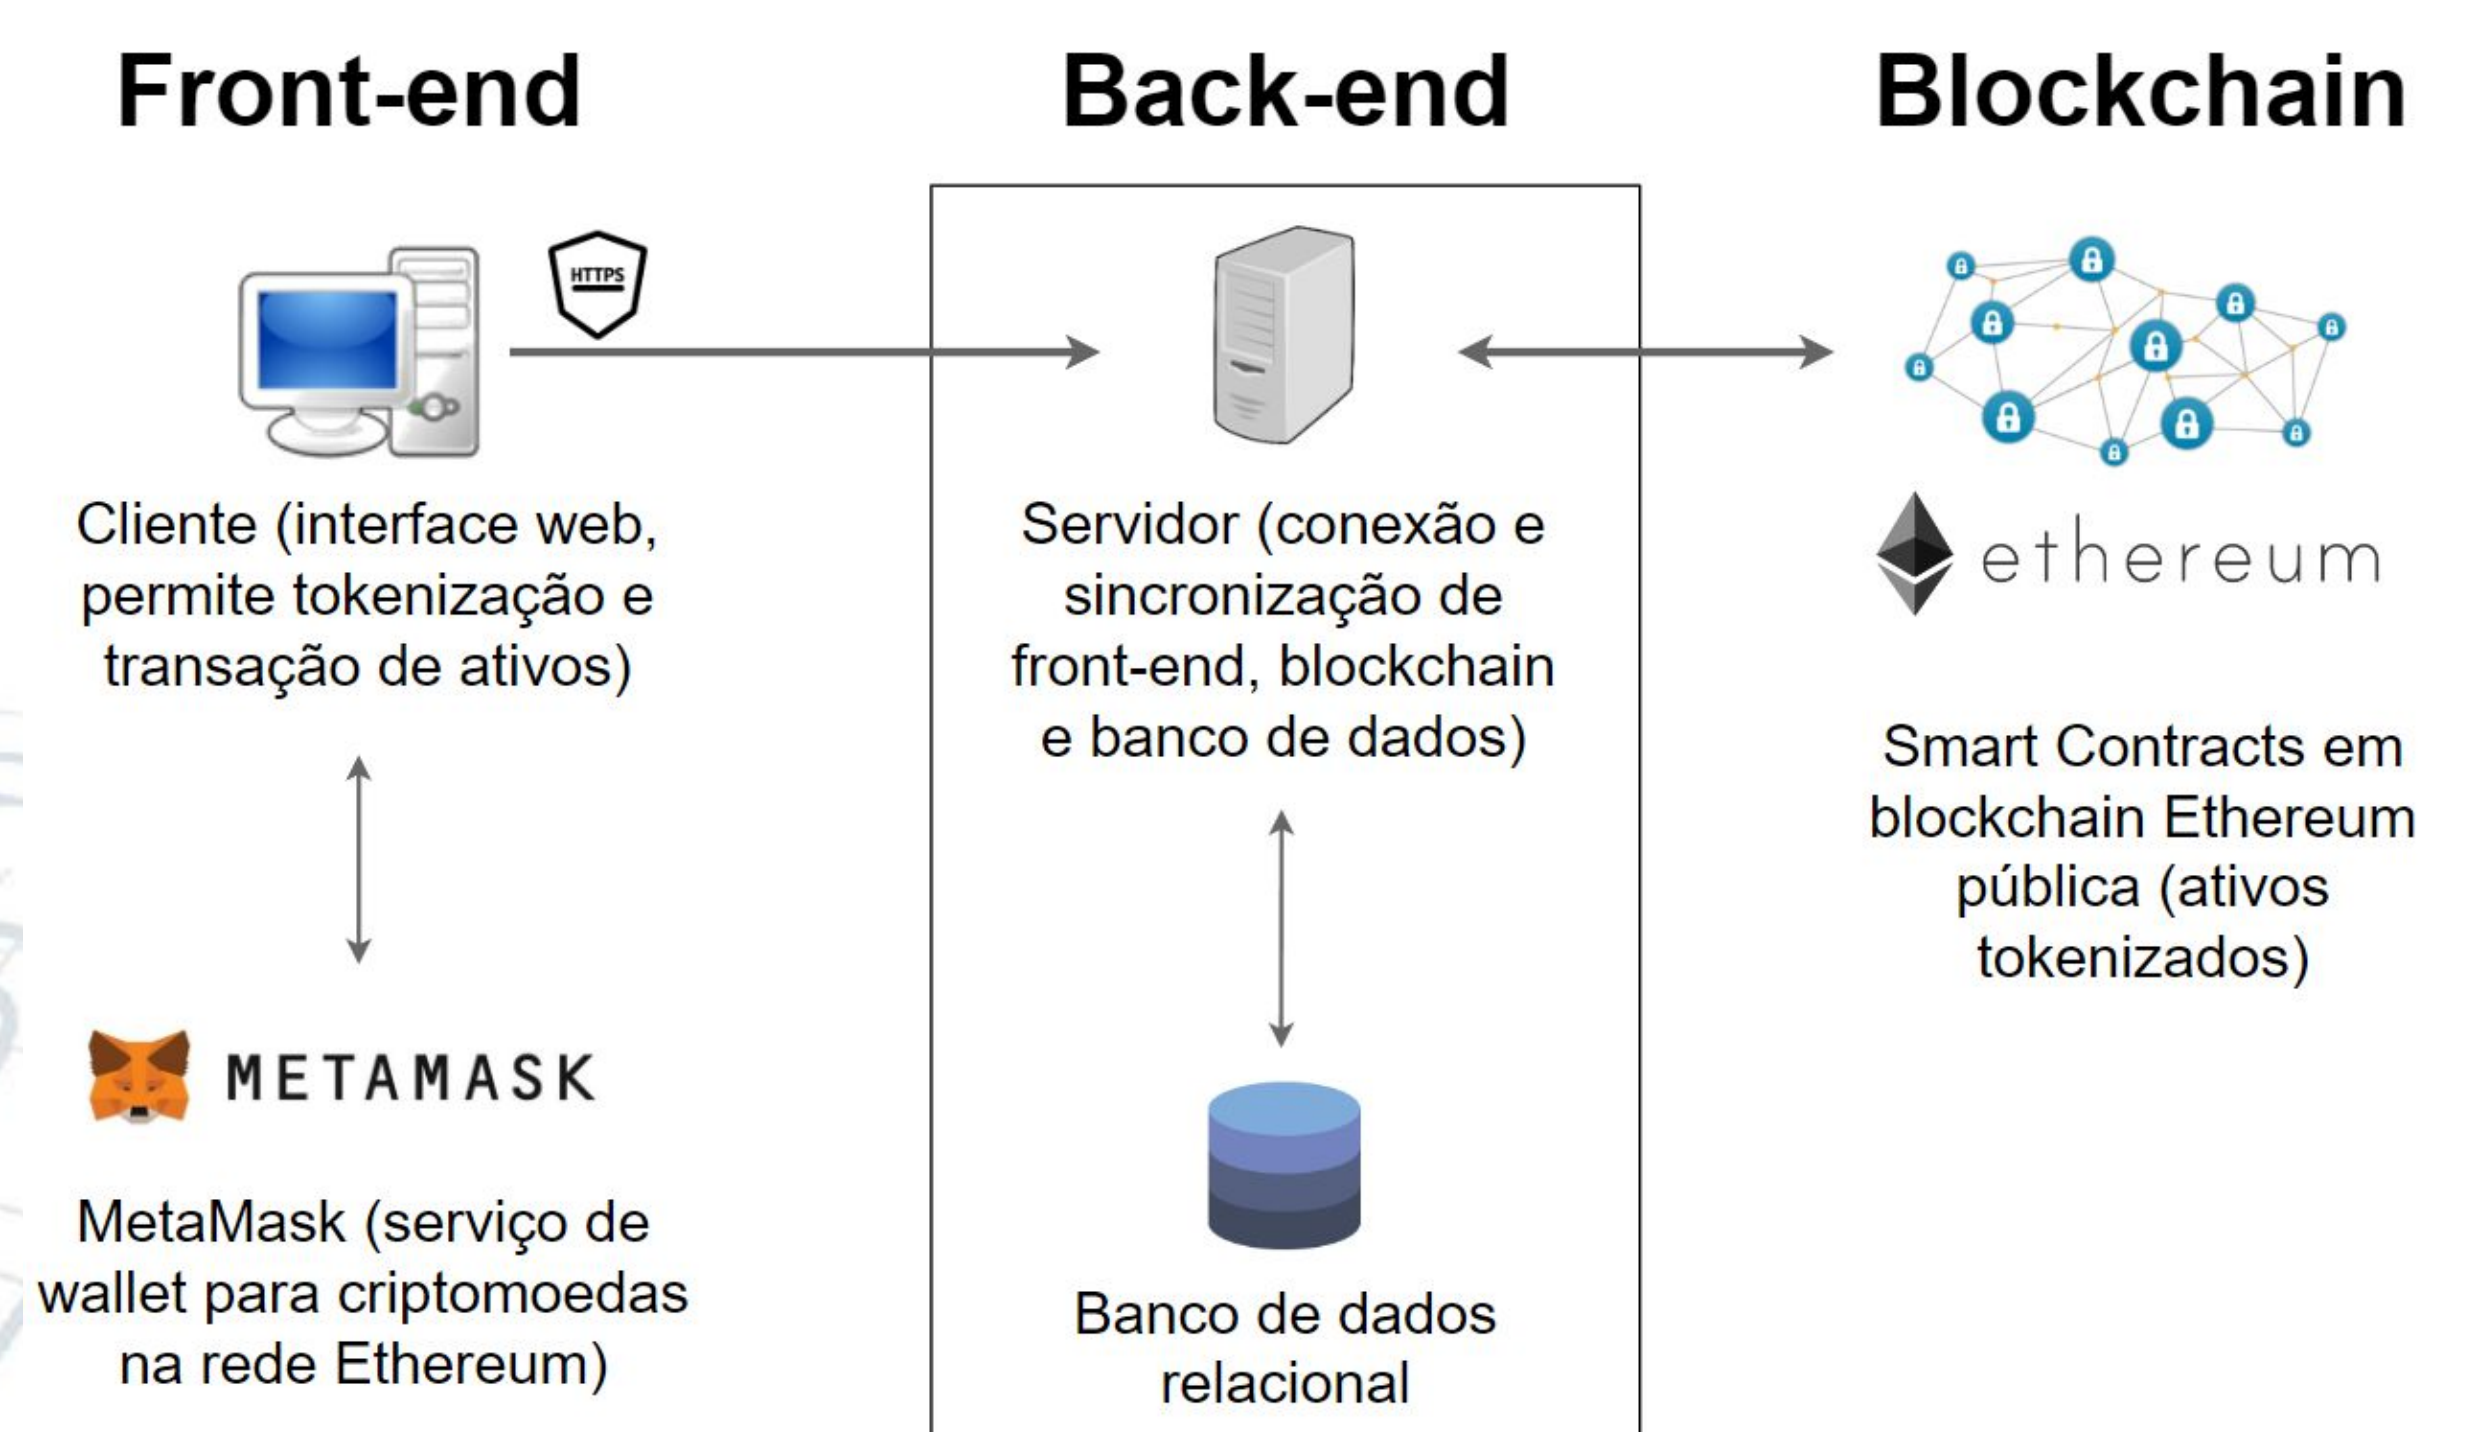 Front-end
Back-end
Blockchain
HTTPS
Cliente (interface web,
permite tokenização e
transação de ativos)
METAMASK
MetaMask (serviço de
wallet para criptomoedas
na rede Ethereum)
Servidor (conexão e
sincronização de
front-end, blockchain
e banco de dados)
Banco de dados
relacional
ethereum
Smart Contracts em
blockchain Ethereum
pública (ativos
tokenizados)